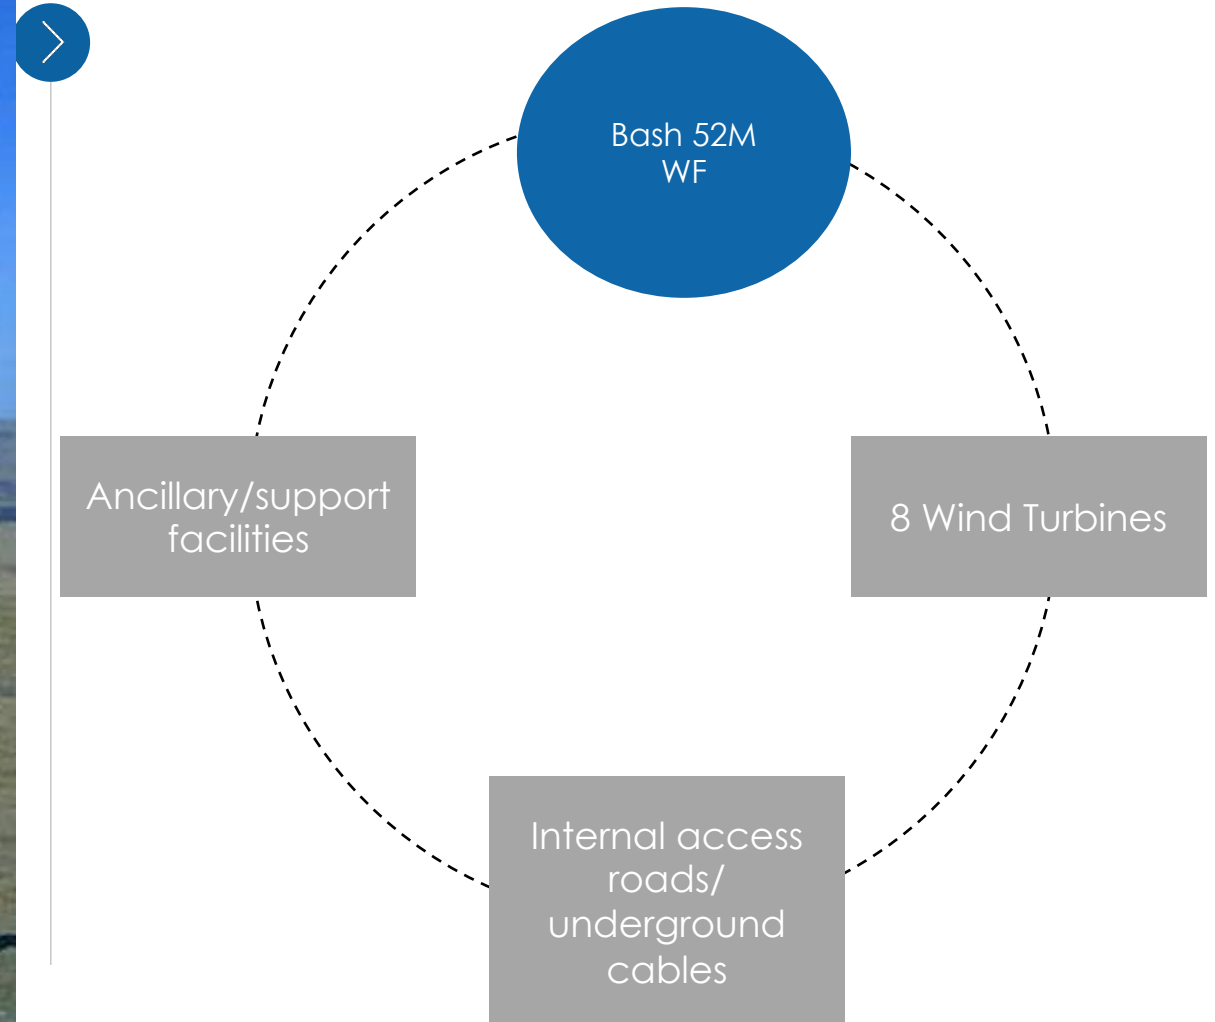 Bash 52M
WF
Ancillary/support
facilities
8 Wind Turbines
Internal access
roads/
underground
cables